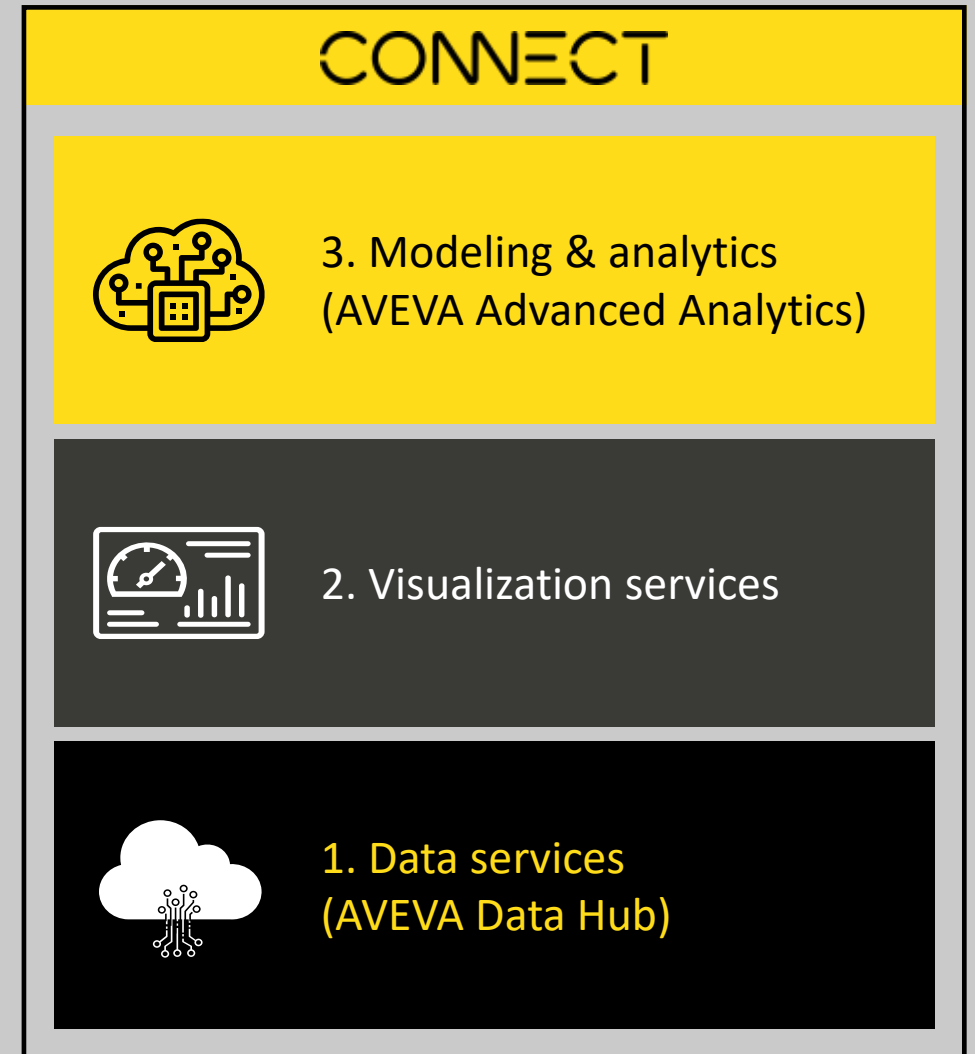 CONNECT
3. Modeling & analytics
(AVEVA Advanced Analytics)
2. Visualization services
1. Data services
(AVEVA Data Hub)